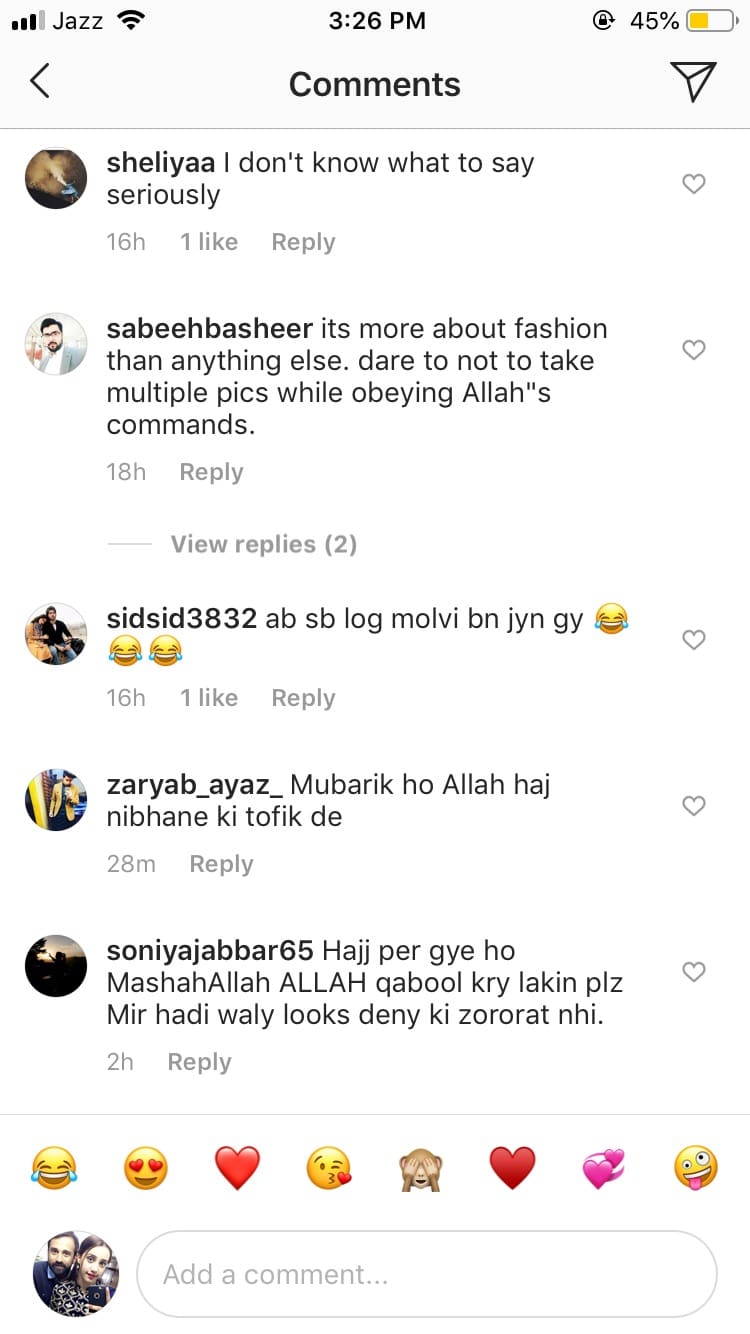 Jazz 3:26 PM 45%
Comments
sheliyaa I don't know what to say
seriously
16h 1 like Reply
sabeehbasheer its more about fashion
than anything else. dare to not to take
multiple pics while obeying Allah"s
commands.
18h Reply
View replies (2)
sidsid3832 ab sb log molvi bn jyn gy 😂
😂😂
16h 1 like Reply
zaryab_ayaz_ Mubarik ho Allah haj
nibhane ki tofik de
28m Reply
soniyajabbar65 Hajj per gye ho
MashahAllah ALLAH qabool kry lakin plz
Mir hadi waly looks deny ki zororat nhi.
2h Reply
Add a comment...